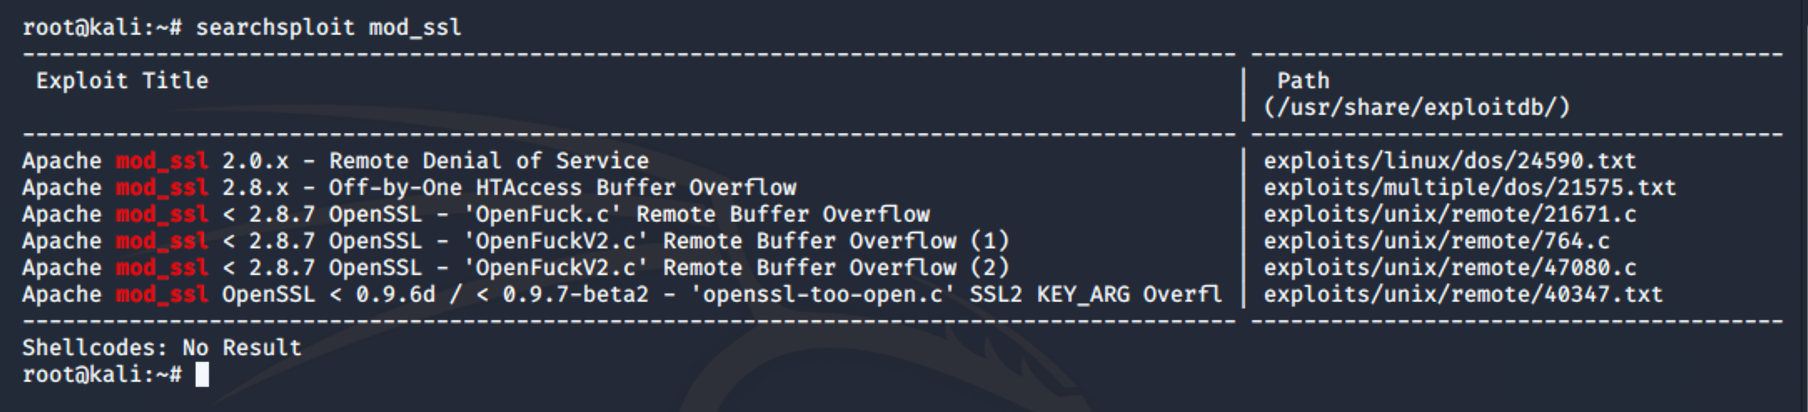 root@kali:~# searchsploit mod_ssl
------------------------------------------------------------------------------------------- ----------------------------------------
Exploit Title | Path
| (/usr/share/exploitdb/)
------------------------------------------------------------------------------------------- ----------------------------------------
Apache mod_ssl 2.0.x - Remote Denial of Service | exploits/linux/dos/24590.txt
Apache mod_ssl 2.8.x - Off-by-One HTAccess Buffer Overflow | exploits/multiple/dos/21575.txt
Apache mod_ssl < 2.8.7 OpenSSL - 'OpenFuck.c' Remote Buffer Overflow | exploits/unix/remote/21671.c
Apache mod_ssl < 2.8.7 OpenSSL - 'OpenFuckV2.c' Remote Buffer Overflow (1) | exploits/unix/remote/764.c
Apache mod_ssl < 2.8.7 OpenSSL - 'OpenFuckV2.c' Remote Buffer Overflow (2) | exploits/unix/remote/47080.c
Apache mod_ssl OpenSSL < 0.9.6d / < 0.9.7-beta2 - 'openssl-too-open.c' SSL2 KEY_ARG Overfl | exploits/unix/remote/40347.txt
------------------------------------------------------------------------------------------- ----------------------------------------
Shellcodes: No Result
root@kali:~#